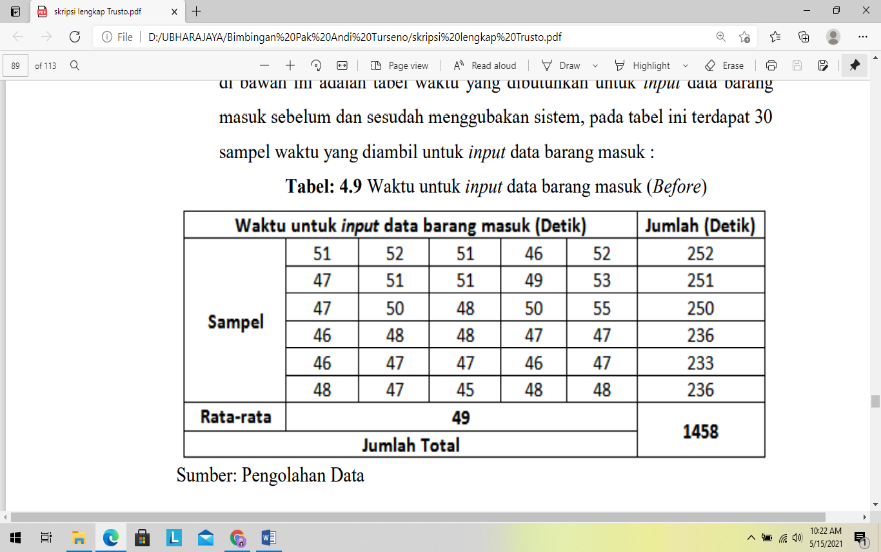 skripsi lengkap Trusto.pdf
File | D:/UBHARAJAYA/Bimbingan%20Pak%20Andi%20Turseno/skripsi%20lengkap%20Trusto.pdf
89 of 113 Page view Read aloud Draw Highlight Erase
di bawah ini adalah tabel waktu yang dibutuhkan untuk input data barang
masuk sebelum dan sesudah menggubakan sistem, pada tabel ini terdapat 30
sampel waktu yang diambil untuk input data barang masuk :
Tabel: 4.9 Waktu untuk input data barang masuk (Before)
Waktu untuk input data barang masuk (Detik) Jumlah (Detik)
51 52 51 46 52 252
47 51 51 49 53 251
47 50 48 50 55 250
Sampel
46 48 48 47 47 236
46 47 47 46 47 233
48 47 45 48 48 236
Rata-rata 49
1458
Jumlah Total
Sumber: Pengolahan Data
10:22 AM
5/15/2021